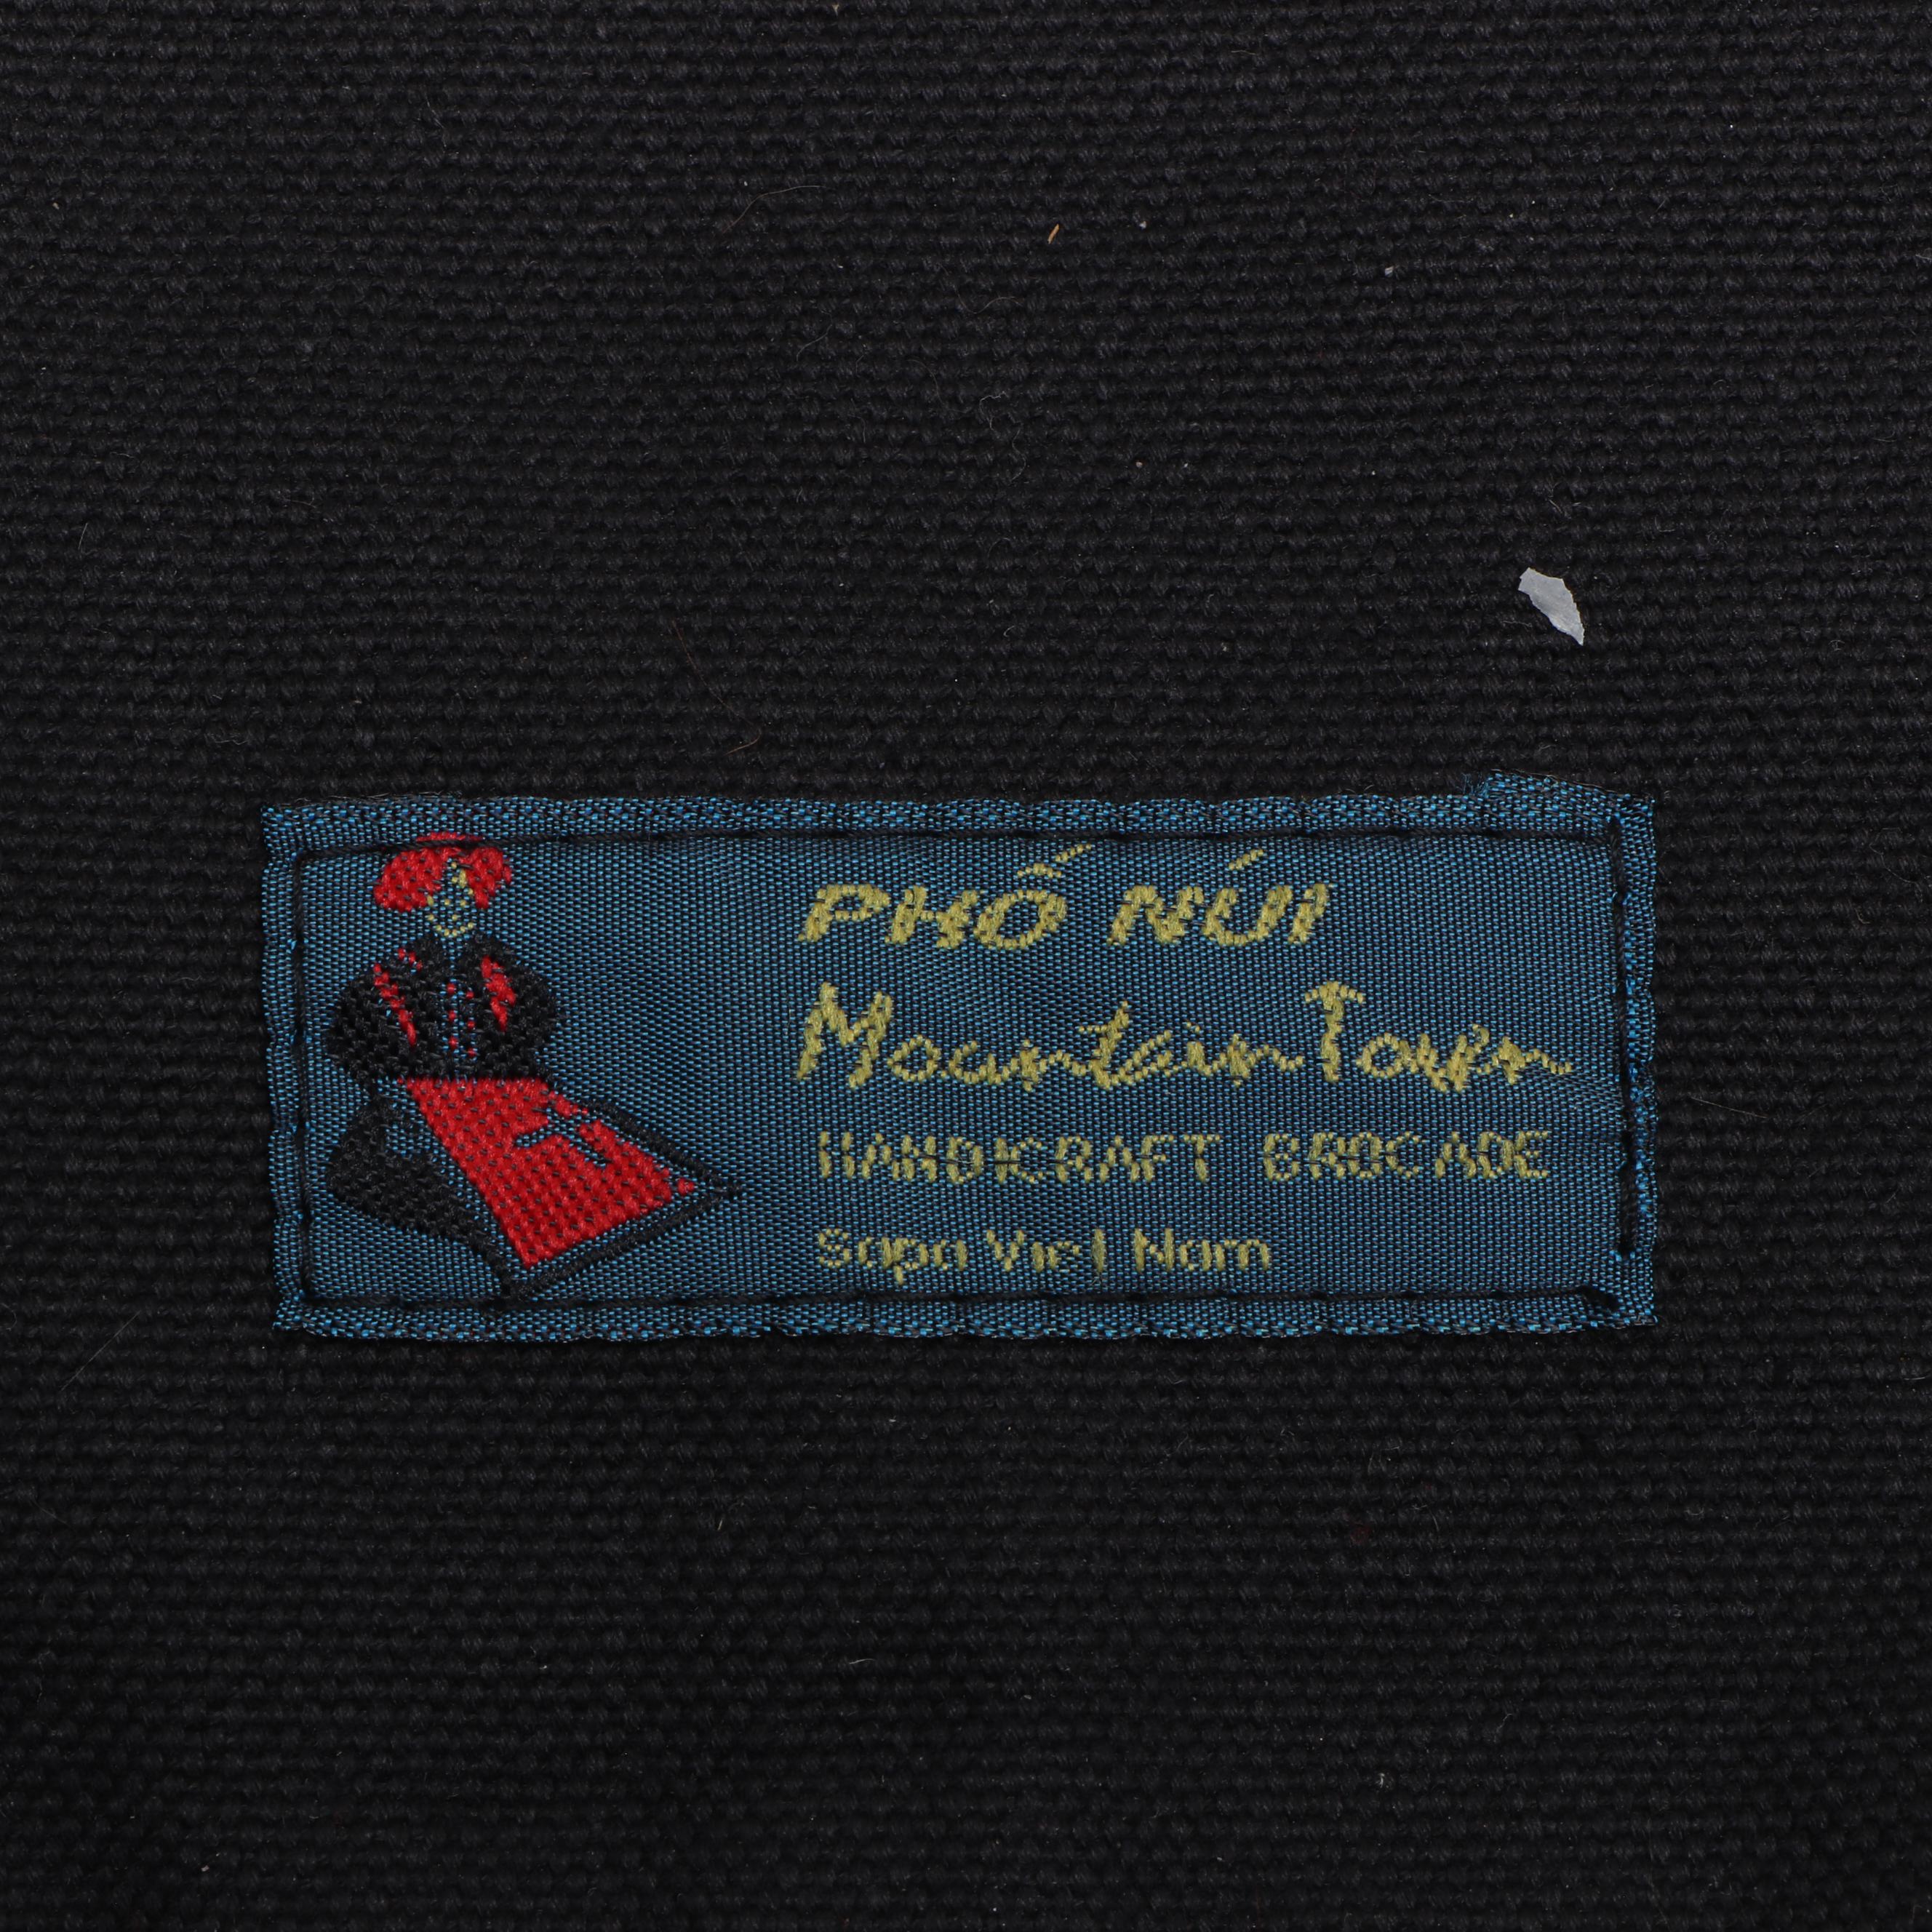 PHỐ NÚI
Mountain Town
HANDICRAFT BROCADE
Sapa Viet Nam